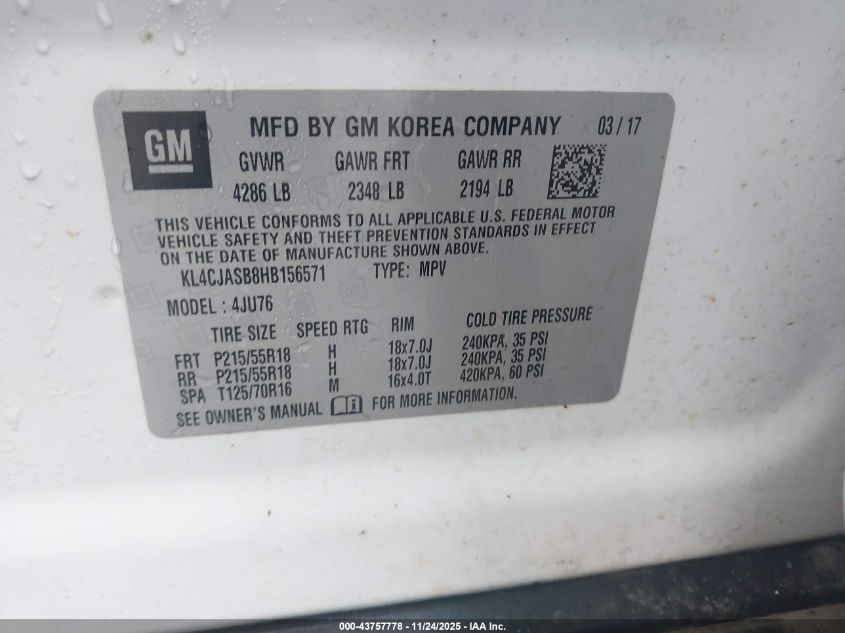 GM
MFD BY GM KOREA COMPANY 03 / 17
GVWR GAWR FRT GAWR RR
4286 LB 2348 LB 2194 LB
THIS VEHICLE CONFORMS TO ALL APPLICABLE U.S. FEDERAL MOTOR
VEHICLE SAFETY AND THEFT PREVENTION STANDARDS IN EFFECT
ON THE DATE OF MANUFACTURE SHOWN ABOVE.
KL4CJASB8HB156571 TYPE: MPV
MODEL : 4JU76
TIRE SIZE SPEED RTG RIM COLD TIRE PRESSURE
FRT P215/55R18 H 18x7.0J 240KPA, 35 PSI
RR P215/55R18 H 18x7.0J 240KPA, 35 PSI
SPA T125/70R16 M 16x4.0T 420KPA, 60 PSI
SEE OWNER'S MANUAL FOR MORE INFORMATION.
000-43757778 - 11/24/2025 - IAA Inc.